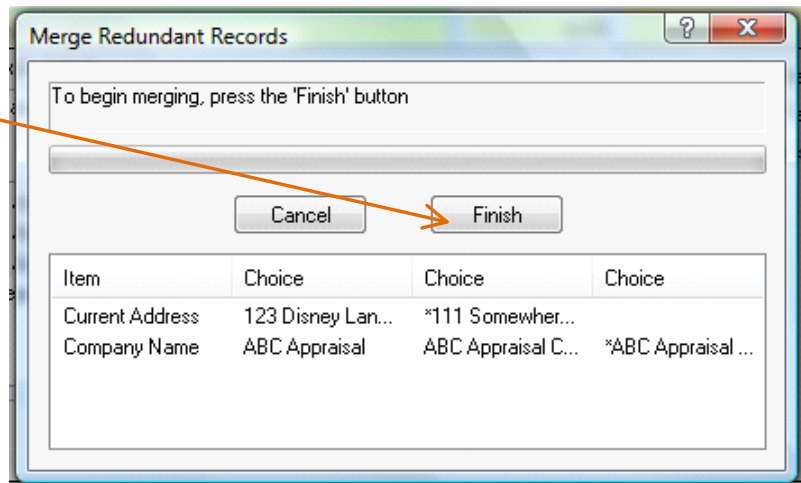 Merge Redundant Records
To begin merging, press the 'Finish' button
Cancel Finish
Item Choice Choice Choice
Current Address 123 Disney Lan... *111 Somewher...
Company Name ABC Appraisal ABC Appraisal C... *ABC Appraisal ...